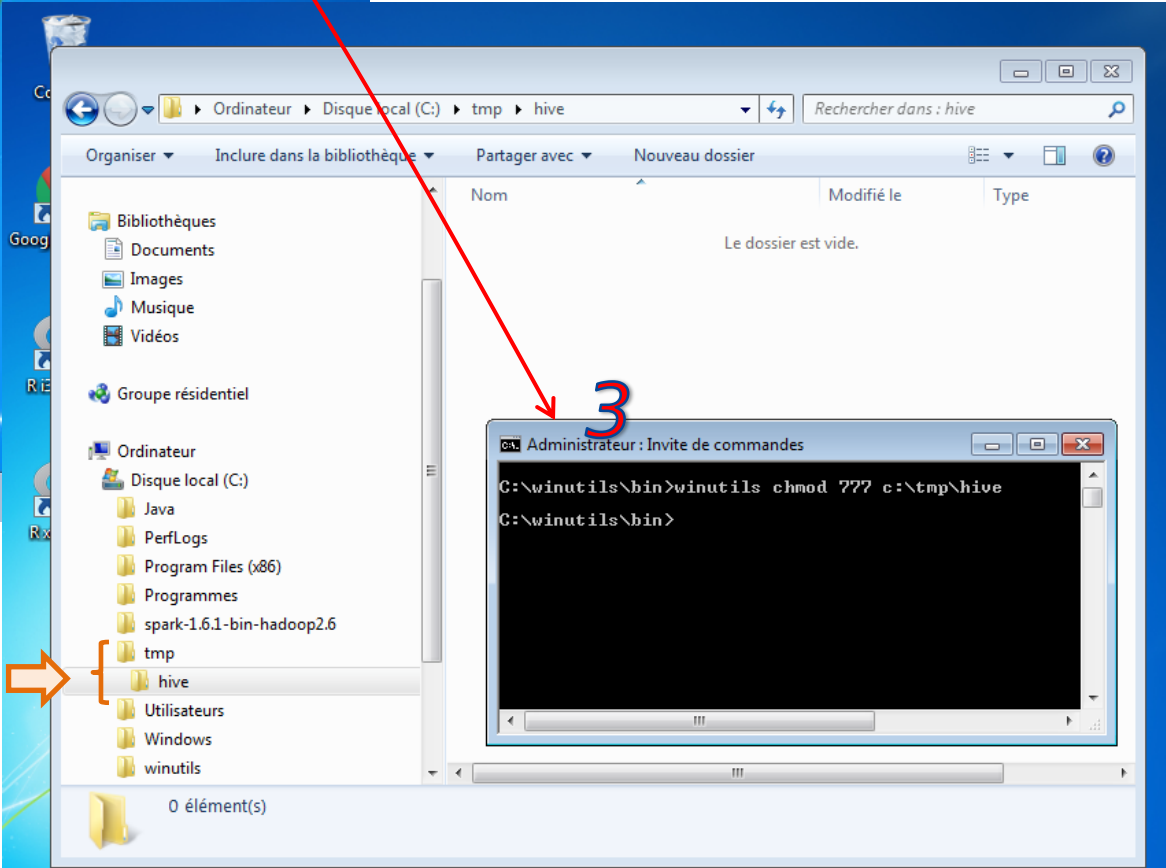 Ordinateur ▸ Disque local (C:) ▸ tmp ▸ hive
Rechercher dans : hive
Organiser
Inclure dans la bibliothèque
Partager avec
Nouveau dossier
Nom
Modifié le
Type
Le dossier est vide.
Bibliothèques
Documents
Images
Musique
Vidéos
Groupe résidentiel
Ordinateur
Disque local (C:)
Java
PerfLogs
Program Files (x86)
Programmes
spark-1.6.1-bin-hadoop2.6
tmp
hive
Utilisateurs
Windows
winutils
3
Administrateur : Invite de commandes
C:\winutils\bin>winutils chmod 777 c:\tmp\hive
C:\winutils\bin>
0 élément(s)